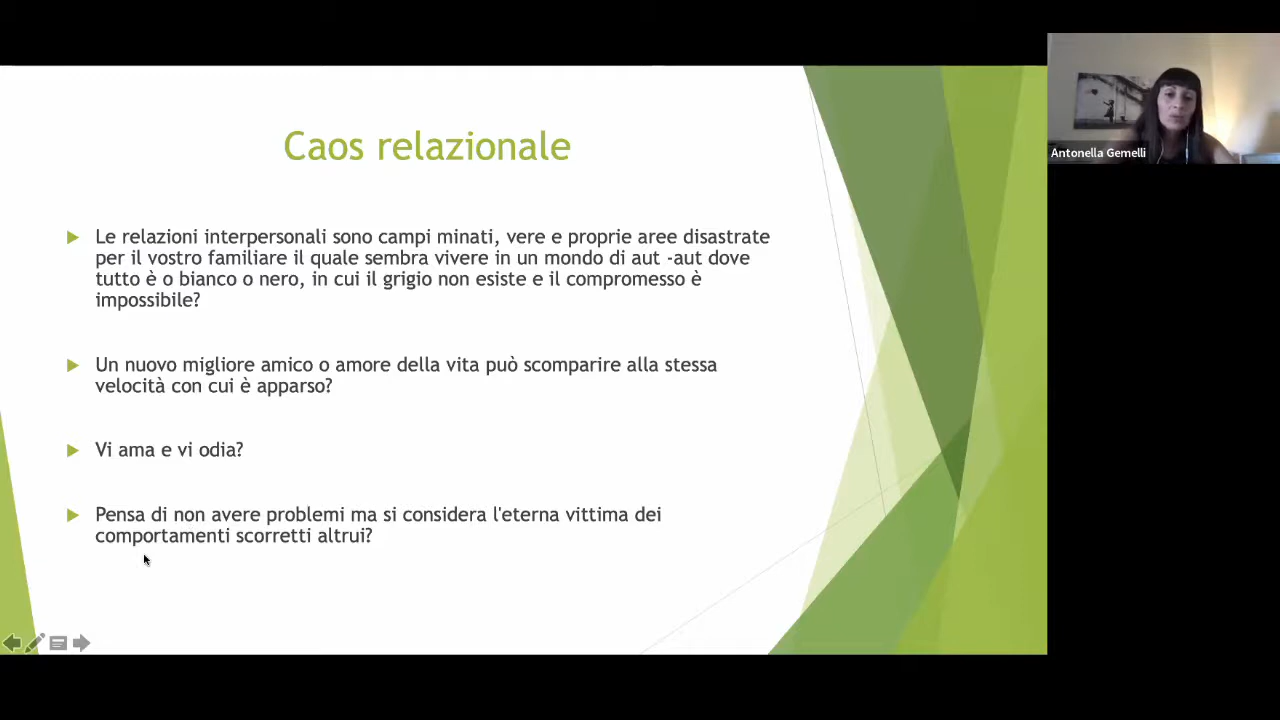 Caos relazionale
Le relazioni interpersonali sono campi minati, vere e proprie aree disastrate
per il vostro familiare il quale sembra vivere in un mondo di aut -aut dove
tutto è o bianco o nero, in cui il grigio non esiste e il compromesso è
impossibile?
Un nuovo migliore amico o amore della vita può scomparire alla stessa
velocità con cui è apparso?
Vi ama e vi odia?
Pensa di non avere problemi ma si considera l'eterna vittima dei
comportamenti scorretti altrui?
Antonella Gemelli